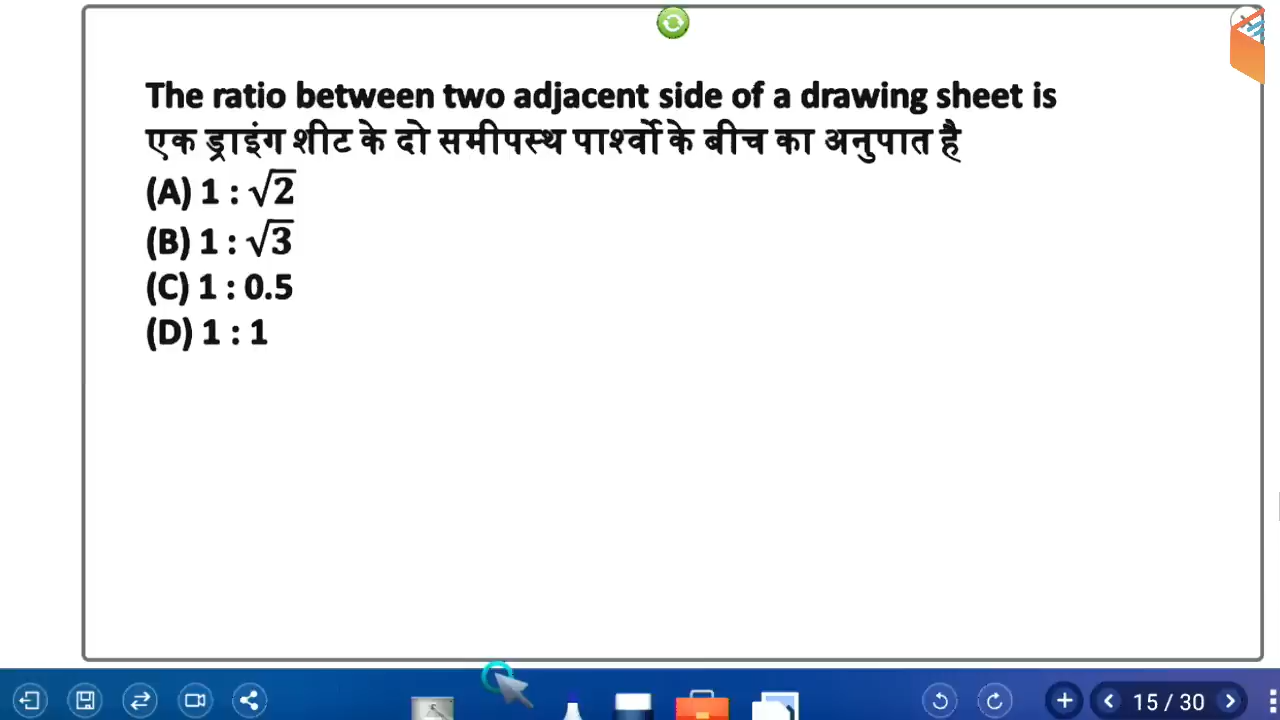 The ratio between two adjacent side of a drawing sheet is
एक ड्राइंग शीट के दो समीपस्थ पार्श्वो के बीच का अनुपात है
(A) 1 : √2
(B) 1 : √3
(C) 1 : 0.5
(D) 1 : 1
15 / 30